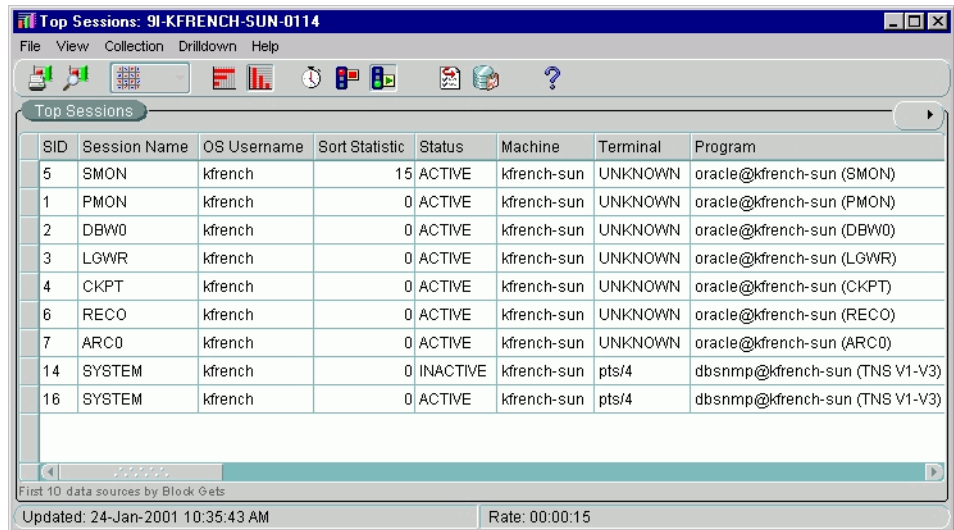 Top Sessions: 9I-KFRENCH-SUN-0114
File View Collection Drilldown Help
Top Sessions
SID Session Name OS Username Sort Statistic Status Machine Terminal Program
5 SMON kfrench 15 ACTIVE kfrench-sun UNKNOWN oracle@kfrench-sun (SMON)
1 PMON kfrench 0 ACTIVE kfrench-sun UNKNOWN oracle@kfrench-sun (PMON)
2 DBW0 kfrench 0 ACTIVE kfrench-sun UNKNOWN oracle@kfrench-sun (DBW0)
3 LGWR kfrench 0 ACTIVE kfrench-sun UNKNOWN oracle@kfrench-sun (LGWR)
4 CKPT kfrench 0 ACTIVE kfrench-sun UNKNOWN oracle@kfrench-sun (CKPT)
6 RECO kfrench 0 ACTIVE kfrench-sun UNKNOWN oracle@kfrench-sun (RECO)
7 ARC0 kfrench 0 ACTIVE kfrench-sun UNKNOWN oracle@kfrench-sun (ARC0)
14 SYSTEM kfrench 0 INACTIVE kfrench-sun pts/4 dbsnmp@kfrench-sun (TNS V1-V3)
16 SYSTEM kfrench 0 ACTIVE kfrench-sun pts/4 dbsnmp@kfrench-sun (TNS V1-V3)
First 10 data sources by Block Gets
Updated: 24-Jan-2001 10:35:43 AM Rate: 00:00:15